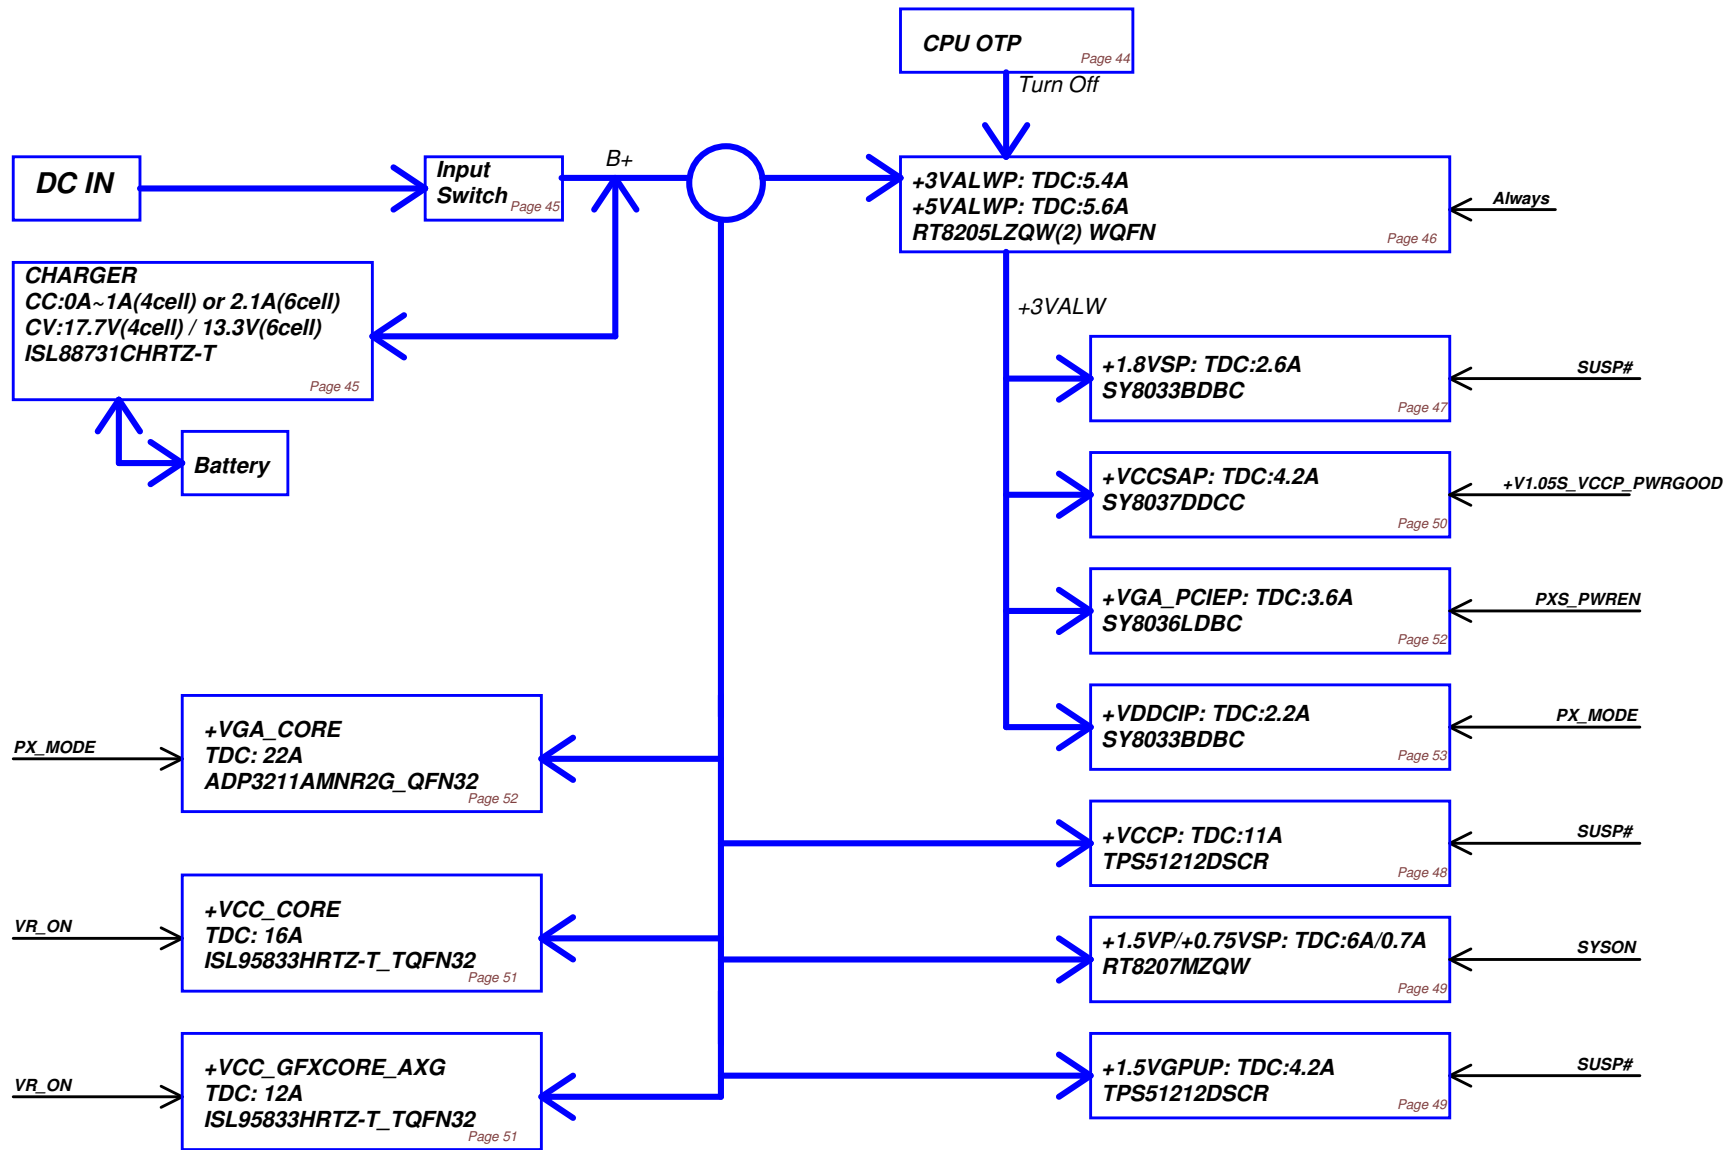 CPU OTP
Page 44
Turn Off
DC IN
Input
Switch
Page 45
B+
+3VALWP: TDC:5.4A
+5VALWP: TDC:5.6A
RT8205LZQW(2) WQFN
Page 46
Always
CHARGER
CC:0A~1A(4cell) or 2.1A(6cell)
CV:17.7V(4cell) / 13.3V(6cell)
ISL88731CHRTZ-T
Page 45
Battery
+3VALW
+1.8VSP: TDC:2.6A
SY8033BDBC
Page 47
SUSP#
+VCCSAP: TDC:4.2A
SY8037DDCC
Page 50
+V1.05S_VCCP_PWRGOOD
+VGA_PCIEP: TDC:3.6A
SY8036LDBC
Page 52
PXS_PWREN
+VDDCIP: TDC:2.2A
SY8033BDBC
Page 53
PX_MODE
PX_MODE
+VGA_CORE
TDC: 22A
ADP3211AMNR2G_QFN32
Page 52
+VCCP: TDC:11A
TPS51212DSCR
Page 48
SUSP#
VR_ON
+VCC_CORE
TDC: 16A
ISL95833HRTZ-T_TQFN32
Page 51
+1.5VP/+0.75VSP: TDC:6A/0.7A
RT8207MZQW
Page 49
SYSON
VR_ON
+VCC_GFXCORE_AXG
TDC: 12A
ISL95833HRTZ-T_TQFN32
Page 51
+1.5VGPUP: TDC:4.2A
TPS51212DSCR
Page 49
SUSP#